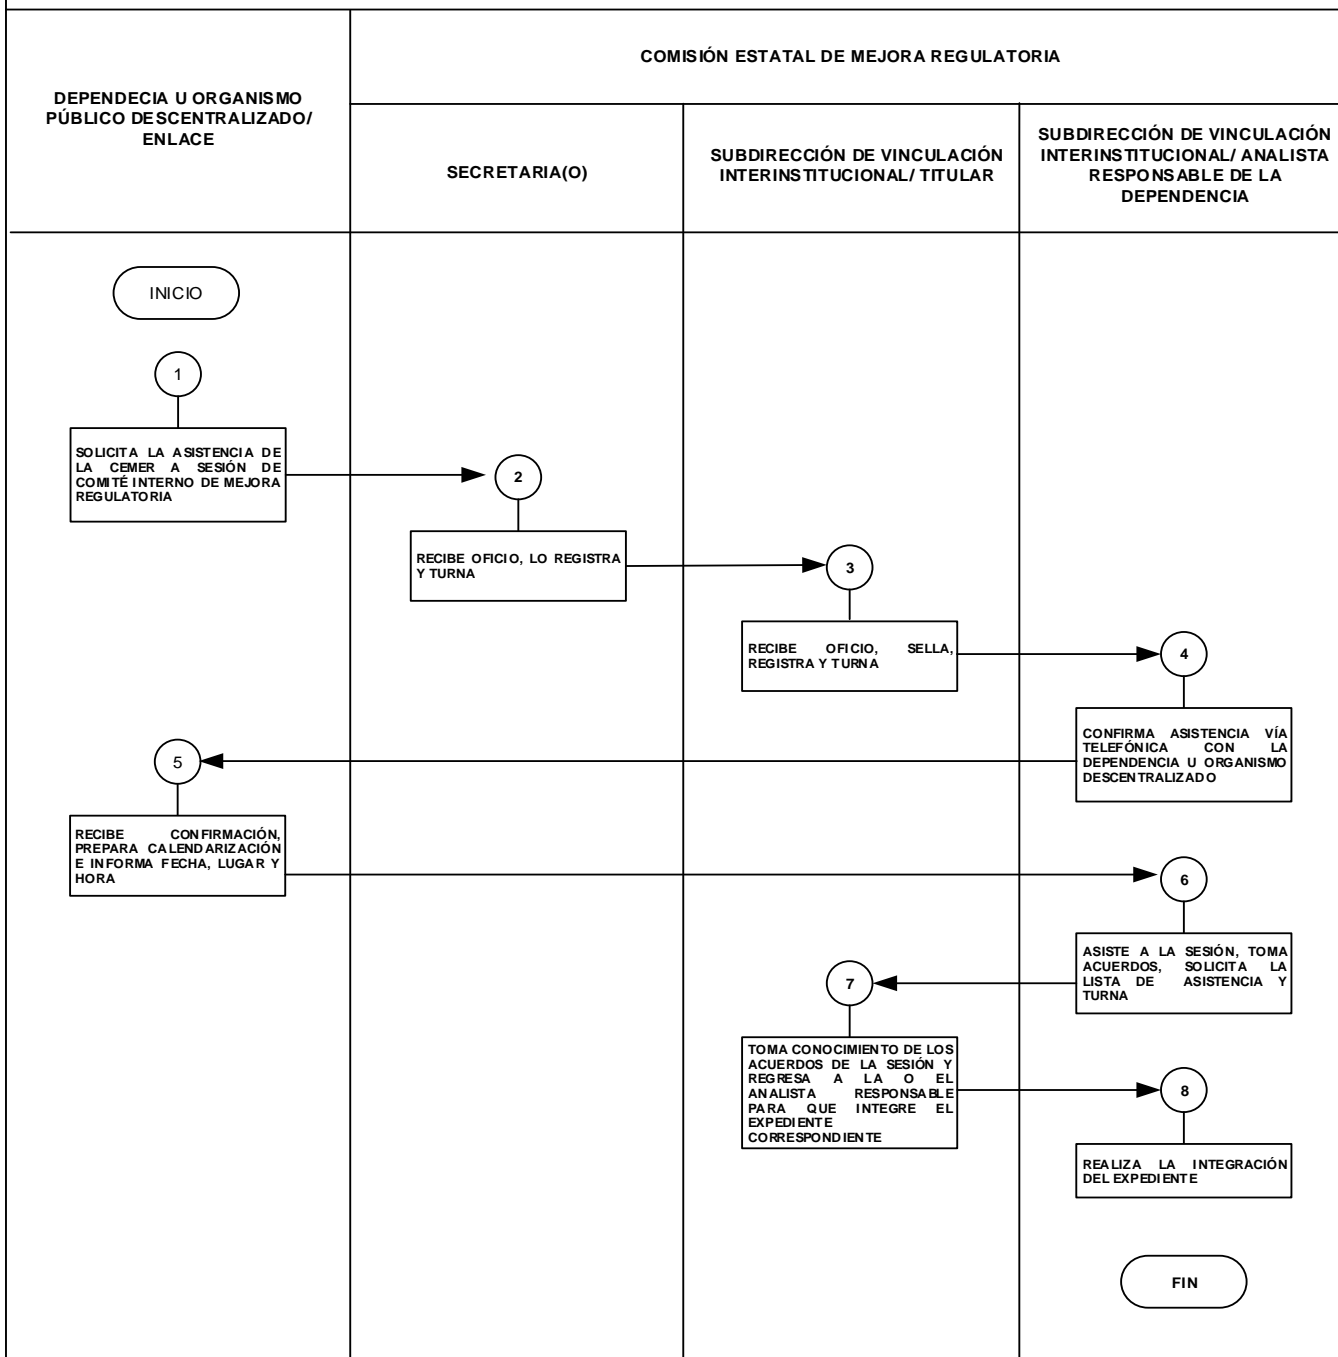 COMISIÓN ESTATAL DE MEJORA REGULATORIA
DEPENDECIA U ORGANISMO
PÚBLICO DESCENTRALIZADO/
ENLACE
SECRETARIA(O)
SUBDIRECCIÓN DE VINCULACIÓN
INTERINSTITUCIONAL/ TITULAR
SUBDIRECCIÓN DE VINCULACIÓN
INTERINSTITUCIONAL/ ANALISTA
RESPONSABLE DE LA
DEPENDENCIA
INICIO
1
SOLICITA LA ASISTENCIA DE
LA CEMER A SESIÓN DE
COMITÉ INTERNO DE MEJORA
REGULATORIA
2
RECIBE OFICIO, LO REGISTRA
Y TURNA
3
RECIBE OFICIO, SELLA,
REGISTRA Y TURNA
4
CONFIRMA ASISTENCIA VÍA
TELEFÓNICA CON LA
DEPENDENCIA U ORGANISMO
DESCENTRALIZADO
5
RECIBE CONFIRMACIÓN,
PREPARA CALENDARIZACIÓN
E INFORMA FECHA, LUGAR Y
HORA
6
ASISTE A LA SESIÓN, TOMA
ACUERDOS, SOLICITA LA
LISTA DE ASISTENCIA Y
TURNA
7
TOMA CONOCIMIENTO DE LOS
ACUERDOS DE LA SESIÓN Y
REGRESA A LA O EL
ANALISTA RESPONSABLE
PARA QUE INTEGRE EL
EXPEDIENTE
CORRESPONDIENTE
8
REALIZA LA INTEGRACIÓN
DEL EXPEDIENTE
FIN